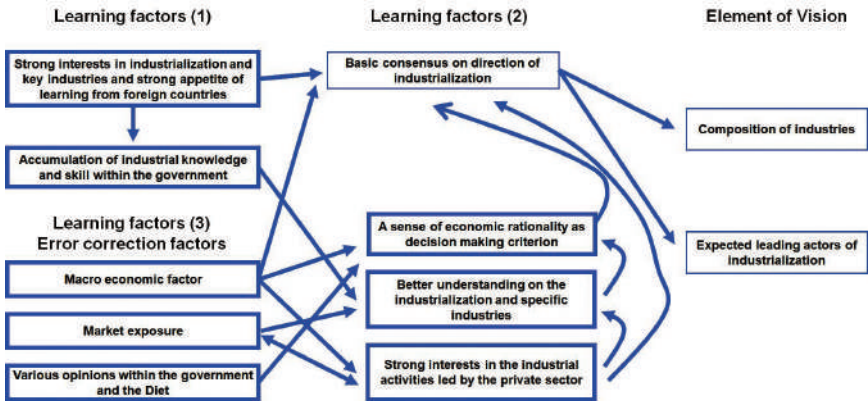 Learning factors (1)
Learning factors (2)
Element of Vision
Strong interests in industrialization and
key industries and strong appetite of
learning from foreign countries
Basic consensus on direction of
industrialization
Composition of industries
Accumulation of industrial knowledge
and skill within the government
Learning factors (3)
Error correction factors
A sense of economic rationality as
decision making criterion
Expected leading actors of
industrialization
Macro economic factor
Better understanding on the
industrialization and specific
industries
Market exposure
Various opinions within the government
and the Diet
Strong interests in the industrial
activities led by the private sector